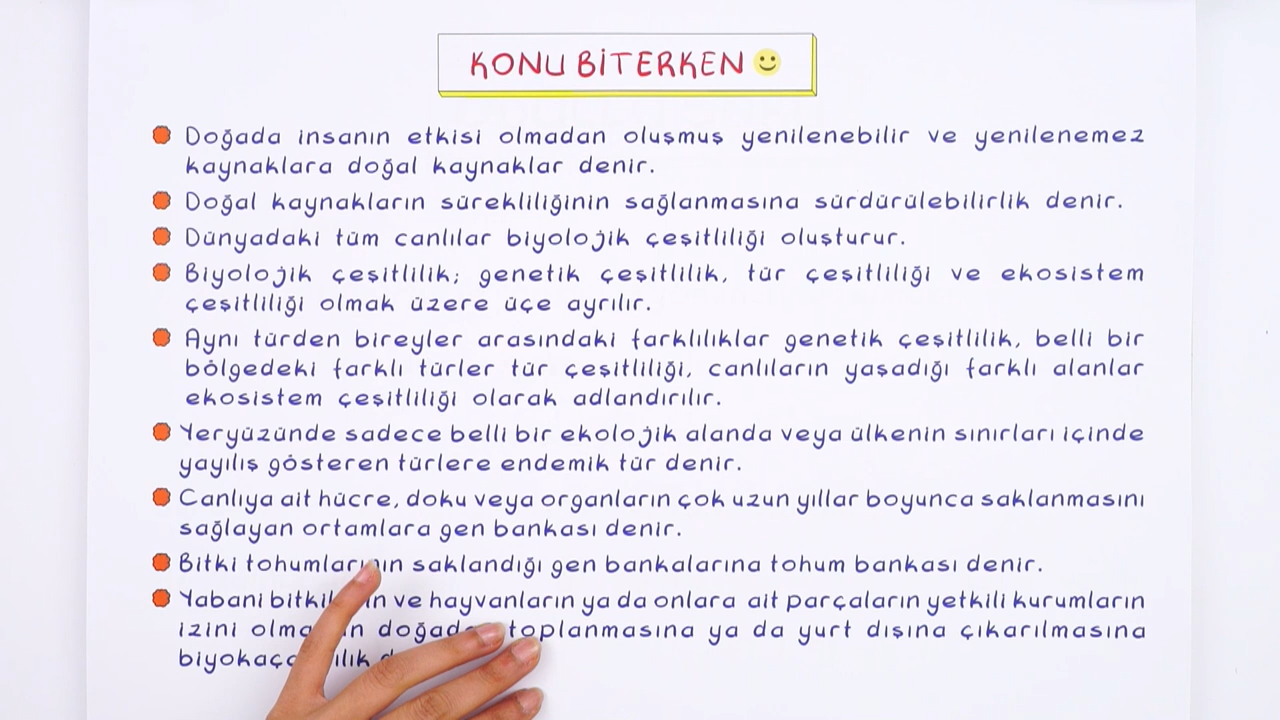 KONU BİTERKEN
Doğada insanın etkisi olmadan oluşmuş yenilenebilir ve yenilenemez
kaynaklara doğal kaynaklar denir.
Doğal kaynakların sürekliliğinin sağlanmasına sürdürülebilirlik denir.
Dünyadaki tüm canlılar biyolojik çeşitliliği oluşturur.
Biyolojik çeşitlilik; genetik çeşitlilik, tür çeşitliliği ve ekosistem
çeşitliliği olmak üzere üçe ayrılır.
Aynı türden bireyler arasındaki farklılıklar genetik çeşitlilik, belli bir
bölgedeki farklı türler tür çeşitliliği, canlıların yaşadığı farklı alanlar
ekosistem çeşitliliği olarak adlandırılır.
Yeryüzünde sadece belli bir ekolojik alanda veya ülkenin sınırları içinde
yayılış gösteren türlere endemik tür denir.
Canlıya ait hücre, doku veya organların çok uzun yıllar boyunca saklanmasını
sağlayan ortamlara gen bankası denir.
Bitki tohumlarının saklandığı gen bankalarına tohum bankası denir.
Yabani ve hayvanların ya da onlara ait parçaların yetkili kurumların
izini toplanmasına ya da yurt dışına çıkarılmasına